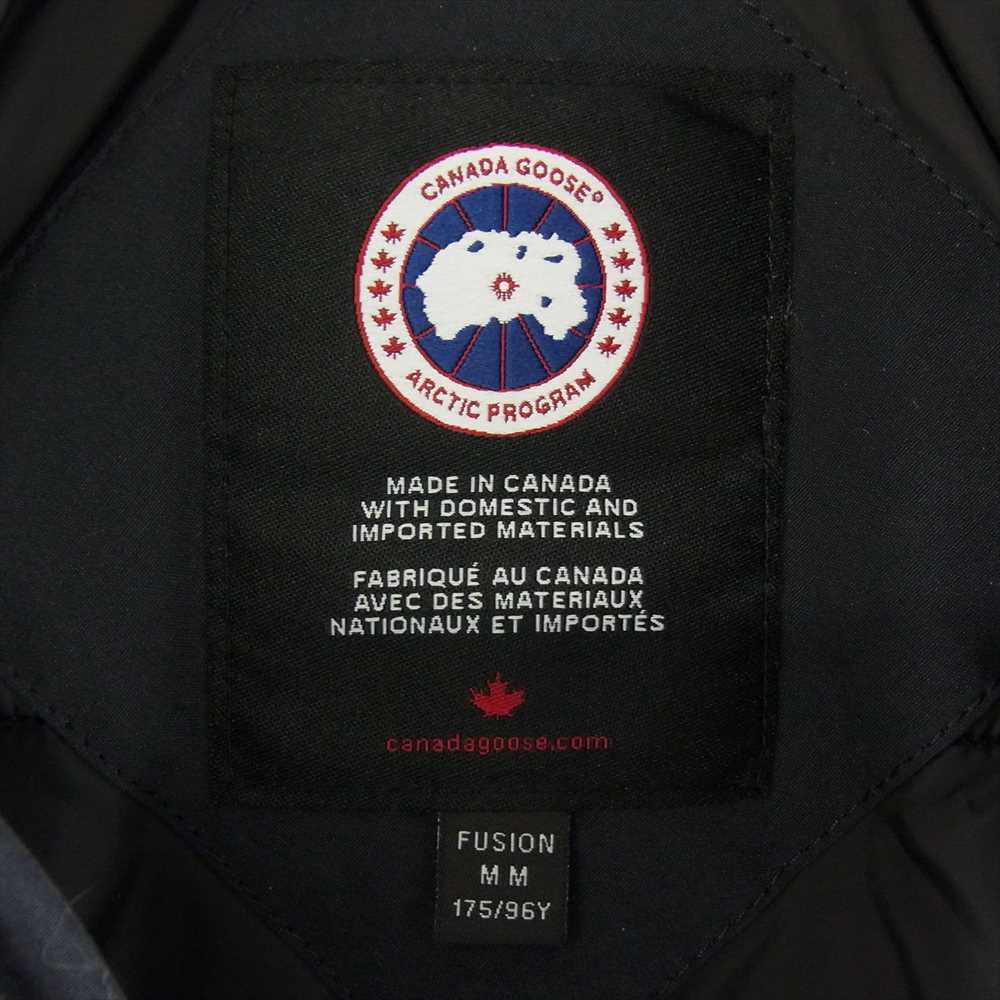 CANADA GOOSE®
ARCTIC PROGRAM
MADE IN CANADA
WITH DOMESTIC AND
IMPORTED MATERIALS
FABRIQUÉ AU CANADA
AVEC DES MATERIAUX
NATIONAUX ET IMPORTÉS
canadagoose.com
FUSION
M M
175/96Y